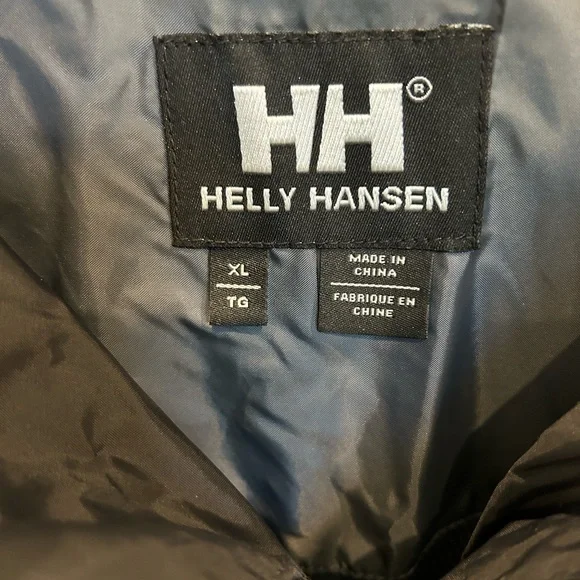 HH®
HELLY HANSEN
XL
TG
MADE IN
CHINA
FABRIQUE EN
CHINE